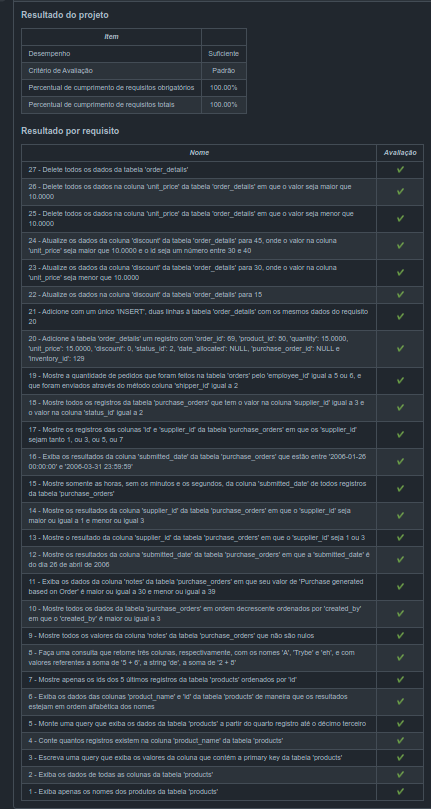 Resultado do projeto
Item
Desempenho Suficiente
Critério de Avaliação Padrão
Percentual de cumprimento de requisitos obrigatórios 100.00%
Percentual de cumprimento de requisitos totais 100.00%
Resultado por requisito
Nome Avaliação
27 - Delete todos os dados da tabela 'order_details' ✔
26 - Delete todos os dados na coluna 'unit_price' da tabela 'order_details' em que o valor seja maior que
10.0000 ✔
25 - Delete todos os dados na coluna 'unit_price' da tabela 'order_details' em que o valor seja menor que
10.0000 ✔
24 - Atualize os dados da coluna 'discount' da tabela 'order_details' para 45, onde o valor na coluna
'unit_price' seja maior que 10.0000 e o id seja um número entre 30 e 40 ✔
23 - Atualize os dados da coluna 'discount' da tabela 'order_details' para 30, onde o valor na coluna
'unit_price' seja menor que 10.0000 ✔
22 - Atualize os dados na coluna 'discount' da tabela 'order_details' para 15 ✔
21 - Adicione com um único 'INSERT', duas linhas à tabela 'order_details' com os mesmos dados do requisito
20 ✔
20 - Adicione à tabela 'order_details' um registro com 'order_id': 69, 'product_id': 80, 'quantity': 15.0000,
'unit_price': 15.0000, 'discount': 0, 'status_id': 2, 'date_allocated': NULL, 'purchase_order_id': NULL e
'inventory_id': 129 ✔
19 - Mostre a quantidade de pedidos que foram feitos na tabela 'orders' pelo 'employee_id' igual a 5 ou 6, e
que foram enviados através do método coluna 'shipper_id' igual a 2 ✔
18 - Mostre todos os registros da tabela 'purchase_orders' que tem o valor na coluna 'supplier_id' igual a 3 e
o valor na coluna 'status_id' igual a 2 ✔
17 - Mostre os registros das colunas 'id' e 'supplier_id' da tabela 'purchase_orders' em que os 'supplier_id'
sejam tanto 1, ou 3, ou 5, ou 7 ✔
16 - Exiba os resultados da coluna 'submitted_date' da tabela 'purchase_orders' que estão entre '2006-01-26
00:00:00' e '2006-03-31 23:59:59' ✔
15 - Mostre somente as horas, sem os minutos e os segundos, da coluna 'submitted_date' de todos registros
da tabela 'purchase_orders' ✔
14 - Mostre os resultados da coluna 'supplier_id' da tabela 'purchase_orders' em que o 'supplier_id' seja
maior ou igual a 1 e menor ou igual 3 ✔
13 - Mostre o resultado da coluna 'supplier_id' da tabela 'purchase_orders' em que o 'supplier_id' seja 1 ou 3 ✔
12 - Mostre os resultados da coluna 'submitted_date' da tabela 'purchase_orders' em que a 'submitted_date' é
do dia 26 de abril de 2006 ✔
11 - Exiba os dados da coluna 'notes' da tabela 'purchase_orders' em que seu valor de 'Purchase generated
based on Order' é maior ou igual a 30 e menor ou igual a 39 ✔
10 - Mostre todos os dados da tabela 'purchase_orders' em ordem decrescente ordenados por 'created_by'
em que o 'created_by' é maior ou igual a 3 ✔
9 - Mostre todos os valores da coluna 'notes' da tabela 'purchase_orders' que não são nulos ✔
8 - Faça uma consulta que retorne três colunas, respectivamente, com os nomes 'A', 'Trybe' e 'eh', e com
valores referentes a soma de '5 + 6', a string 'de', a soma de '2 + 8' ✔
7 - Mostre apenas os ids dos 5 últimos registros da tabela 'products' ordenados por 'id' ✔
6 - Exiba os dados das colunas 'product_name' e 'id' da tabela 'products' de maneira que os resultados
estejam em ordem alfabética dos nomes ✔
5 - Monte uma query que exiba os dados da tabela 'products' a partir do quarto registro até o décimo terceiro ✔
4 - Conte quantos registros existem na coluna 'product_name' da tabela 'products' ✔
3 - Escreva uma query que exiba os valores da coluna que contém a primary key da tabela 'products' ✔
2 - Exiba os dados de todas as colunas da tabela 'products' ✔
1 - Exiba apenas os nomes dos produtos da tabela 'products' ✔